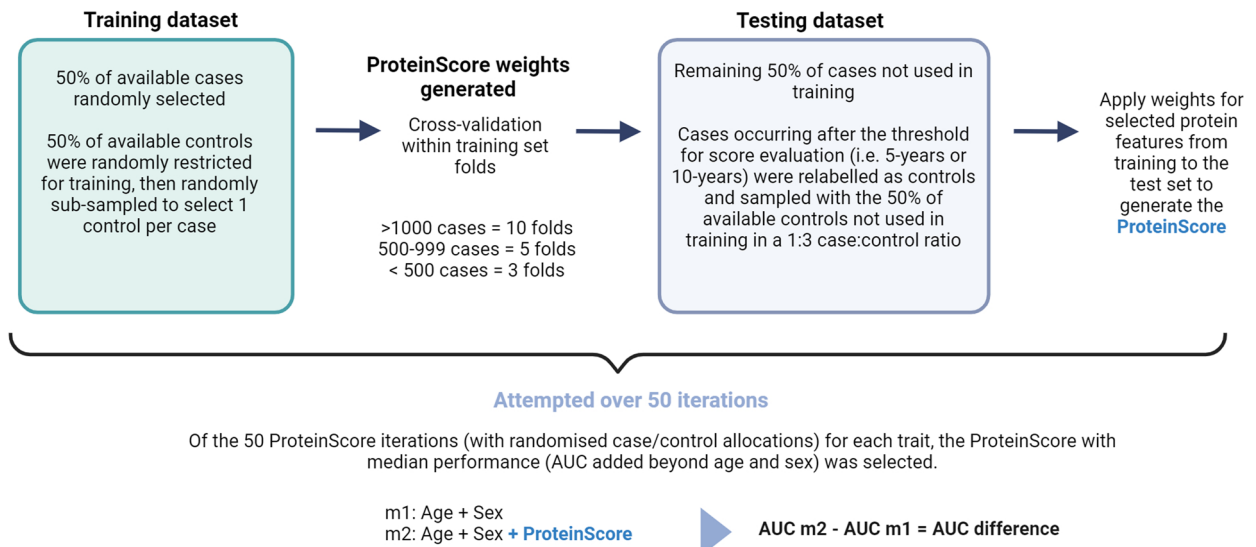 Training dataset
50% of available cases
randomly selected
50% of available controls
were randomly restricted
for training, then randomly
sub-sampled to select 1
control per case
ProteinScore weights
generated
Cross-validation
within training set
folds
>1000 cases = 10 folds
500-999 cases = 5 folds
< 500 cases = 3 folds
Testing dataset
Remaining 50% of cases not used in
training
Cases occurring after the threshold
for score evaluation (i.e. 5-years or
10-years) were relabelled as controls
and sampled with the 50% of
available controls not used in
training in a 1:3 case:control ratio
Apply weights for
selected protein
features from
training to the
test set to
generate the
ProteinScore
Attempted over 50 iterations
Of the 50 ProteinScore iterations (with randomised case/control allocations) for each trait, the ProteinScore with
median performance (AUC added beyond age and sex) was selected.
m1: Age + Sex
m2: Age + Sex + ProteinScore
AUC m2 - AUC m1 = AUC difference